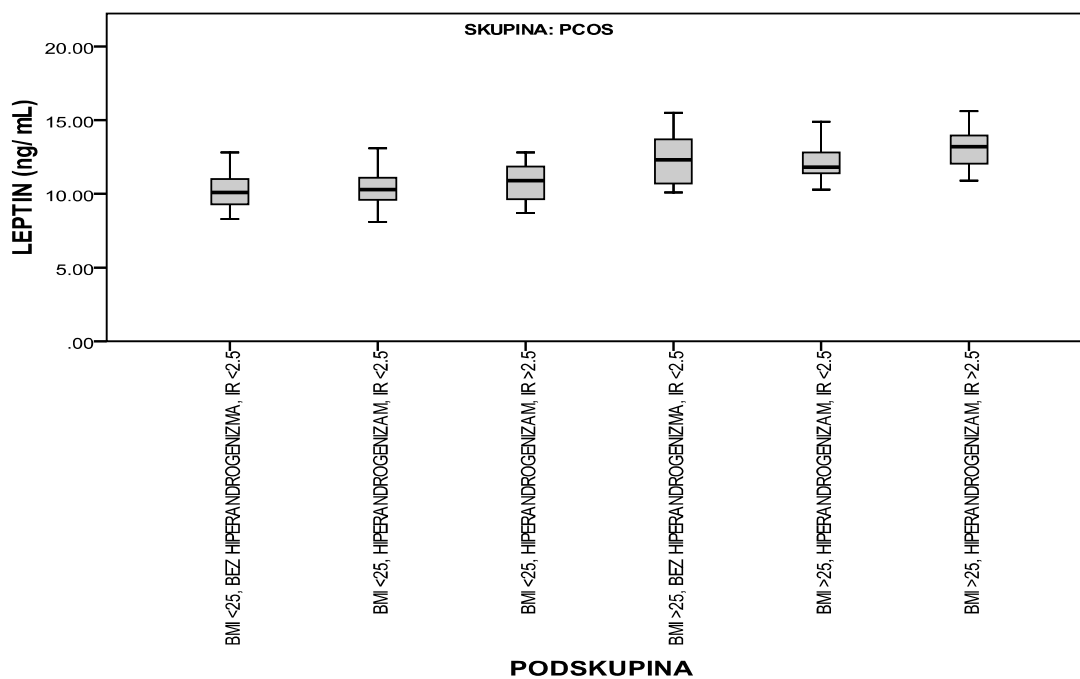 SKUPINA: PCOS
LEPTIN (ng/ mL)
20.00
15.00
10.00
5.00
.00
BMI <25, BEZ HIPERANDROGENIZMA, IR <2.5
BMI <25, HIPERANDROGENIZAM, IR <2.5
BMI <25, HIPERANDROGENIZAM, IR >2.5
BMI >25, BEZ HIPERANDROGENIZMA, IR <2.5
BMI >25, HIPERANDROGENIZAM, IR <2.5
BMI >25, HIPERANDROGENIZAM, IR >2.5
PODSKUPINA